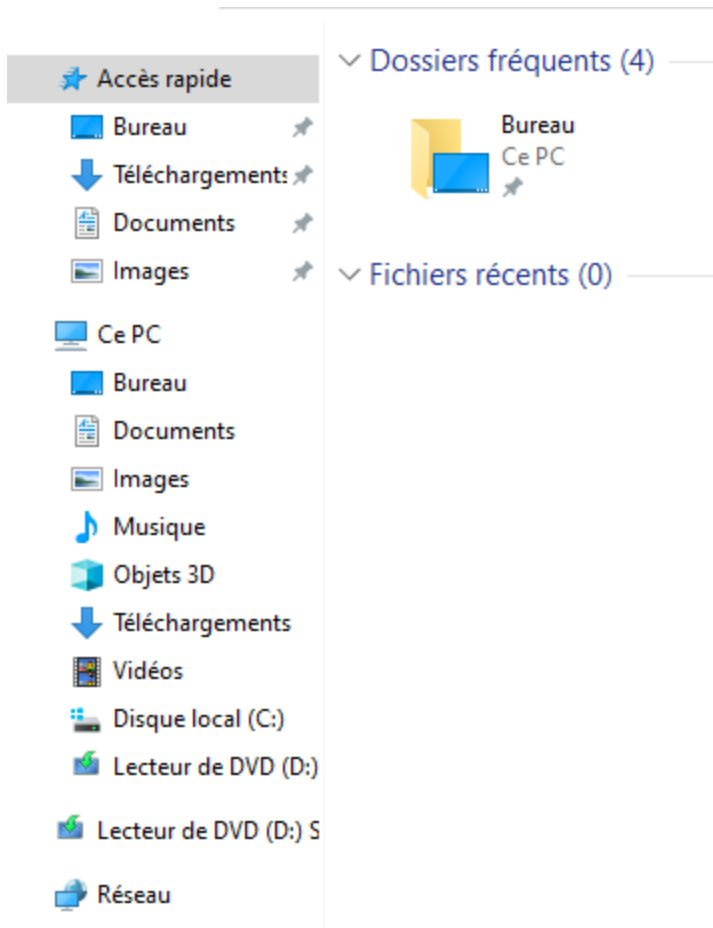 Accès rapide
Bureau
Téléchargements
Documents
Images
Ce PC
Bureau
Documents
Images
Musique
Objets 3D
Téléchargements
Vidéos
Disque local (C:)
Lecteur de DVD (D:)
Lecteur de DVD (D:) S
Réseau
Dossiers fréquents (4)
Bureau
Ce PC
Fichiers récents (0)